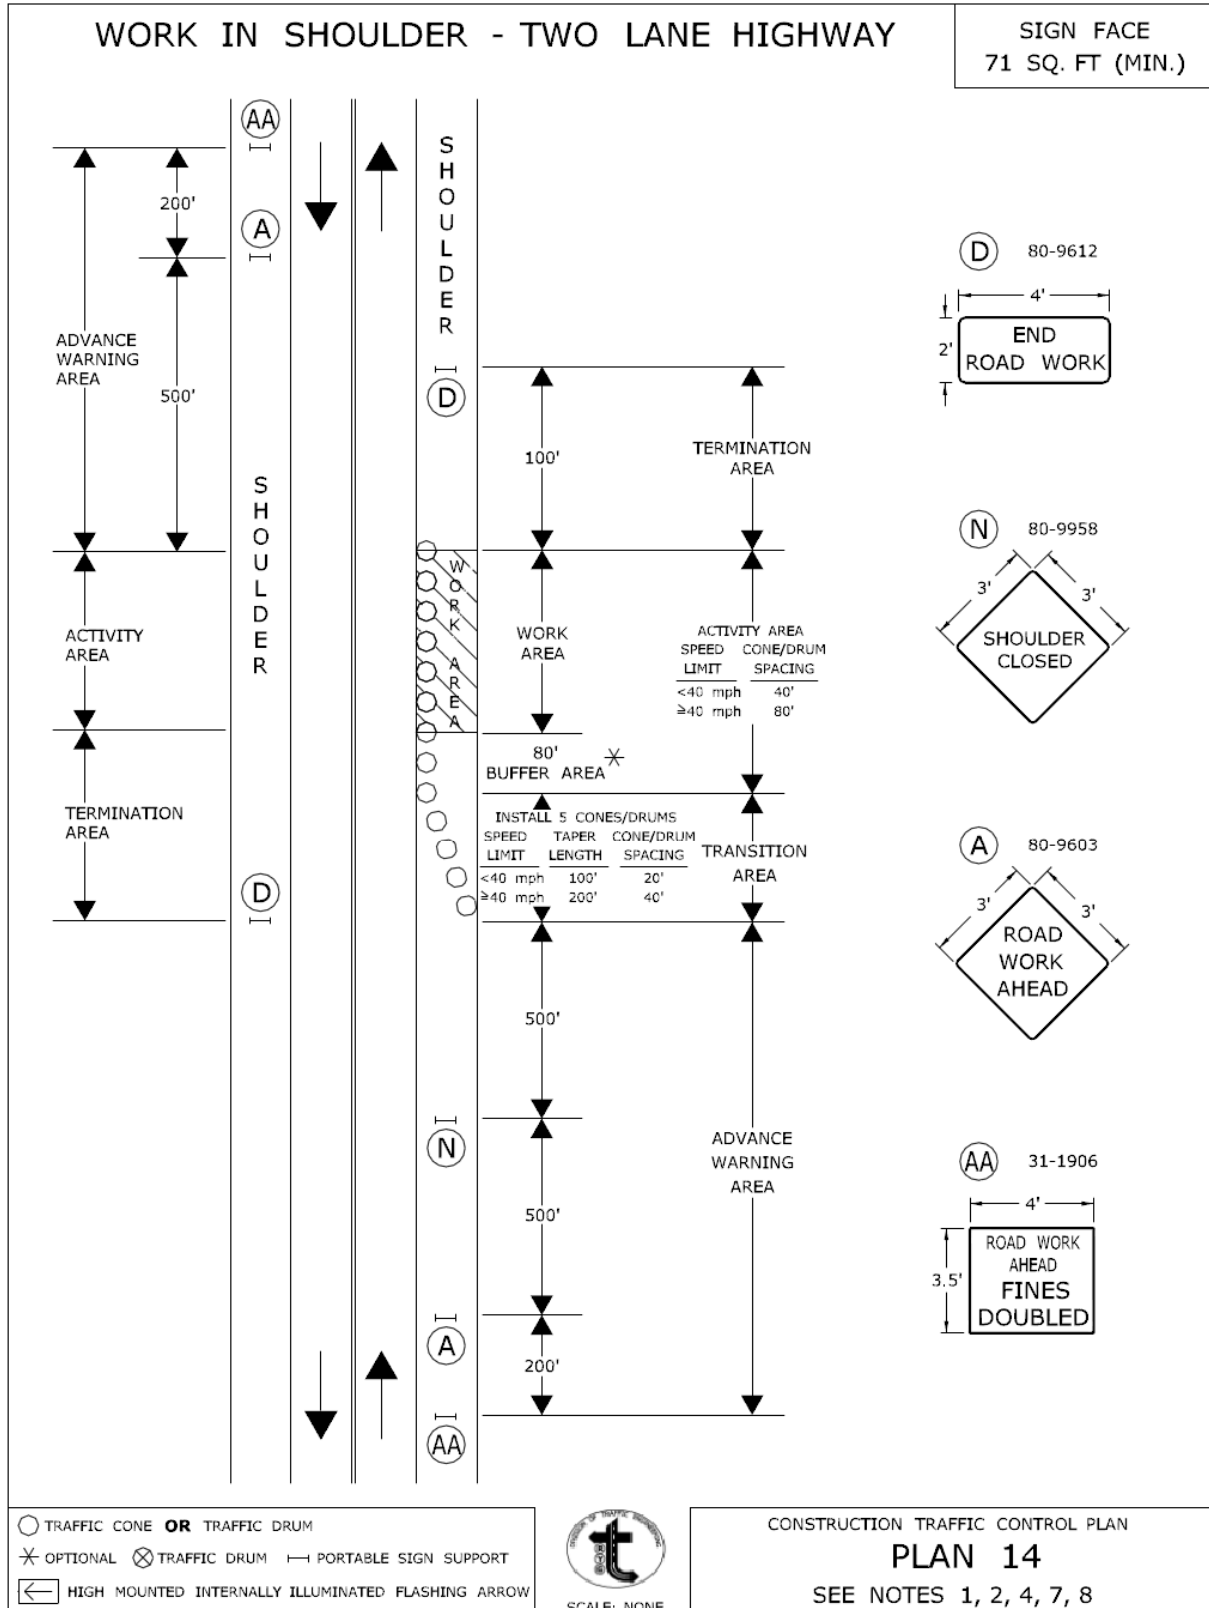 WORK IN SHOULDER - TWO LANE HIGHWAY
SIGN FACE
71 SQ. FT (MIN.)
AA
200'
A
ADVANCE
WARNING
AREA
500'
SHOULDER
ACTIVITY
AREA
TERMINATION
AREA
D
SHOULDER
D
100'
TERMINATION
AREA
WORK AREA
WORK
AREA
ACTIVITY AREA
SPEED CONE/DRUM
LIMIT SPACING
<40 mph 40'
≧40 mph 80'
80'
BUFFER AREA
INSTALL 5 CONES/DRUMS
SPEED TAPER CONE/DRUM
LIMIT LENGTH SPACING
<40 mph 100' 20'
≧40 mph 200' 40'
TRANSITION
AREA
500'
N
500'
ADVANCE
WARNING
AREA
A
200'
AA
D 80-9612
4'
2'
END
ROAD WORK
N 80-9958
3' 3'
SHOULDER
CLOSED
A 80-9603
3' 3'
ROAD
WORK
AHEAD
AA 31-1906
4'
3.5'
ROAD WORK
AHEAD
FINES
DOUBLED
TRAFFIC CONE OR TRAFFIC DRUM
OPTIONAL TRAFFIC DRUM PORTABLE SIGN SUPPORT
HIGH MOUNTED INTERNALLY ILLUMINATED FLASHING ARROW
DIVISION OF TRAFFIC ENGINEERING
t
SCALE: NONE
CONSTRUCTION TRAFFIC CONTROL PLAN
PLAN 14
SEE NOTES 1, 2, 4, 7, 8